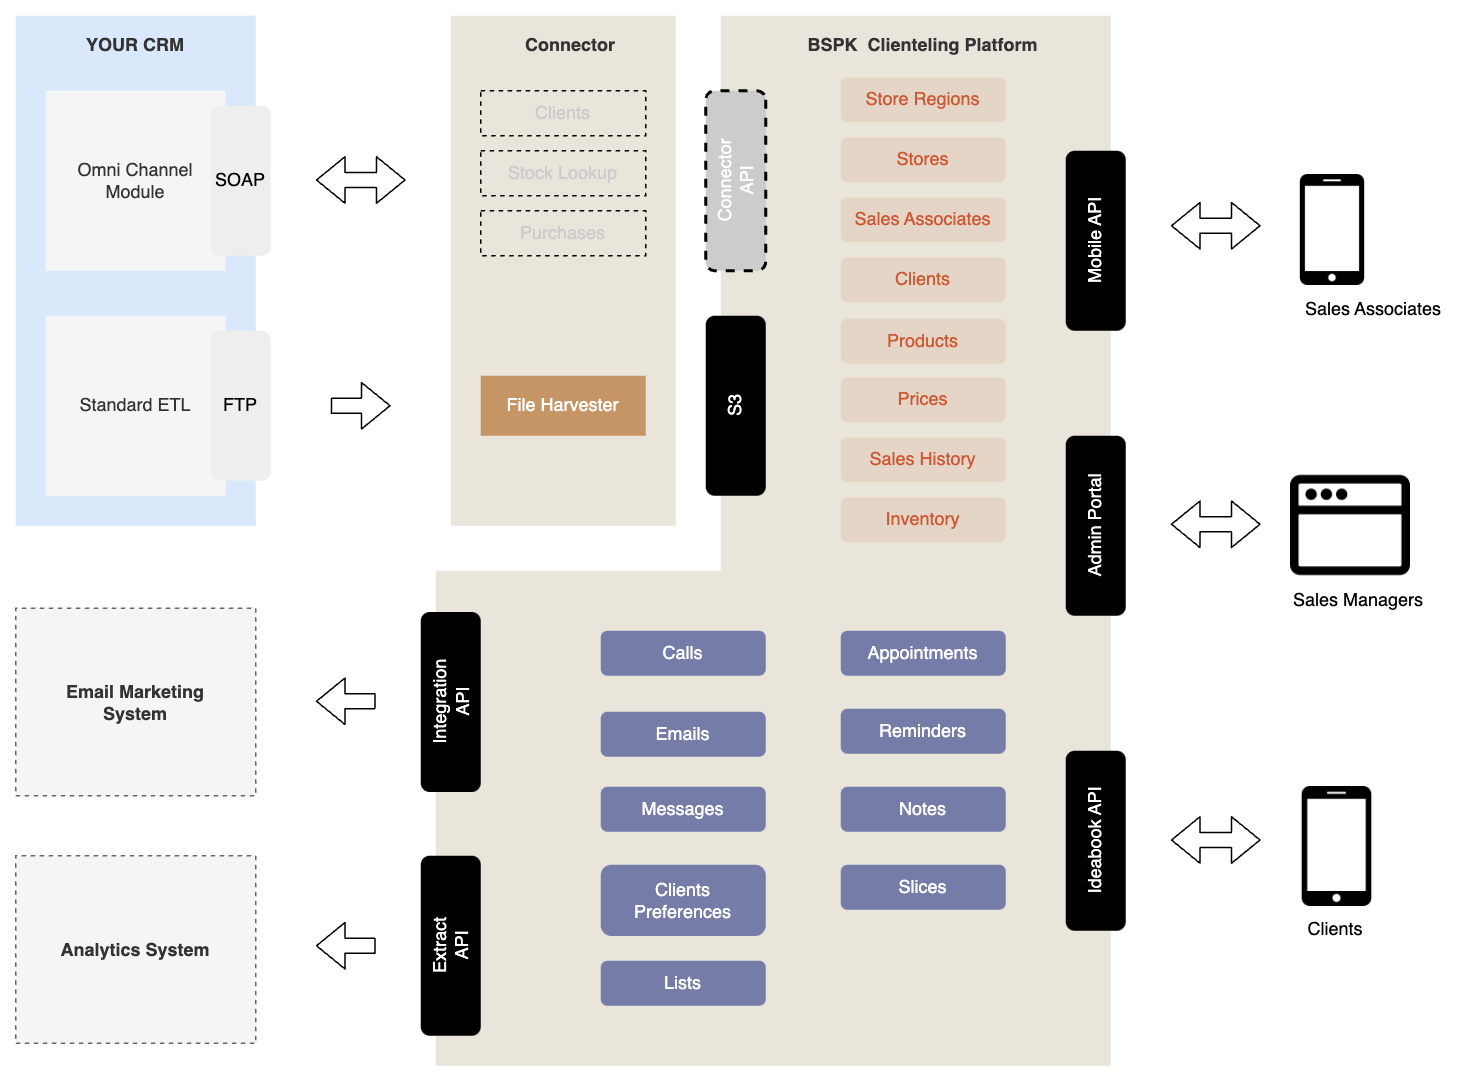 YOUR CRM
Omni Channel
Module
SOAP
Standard ETL
FTP
Connector
Clients
Stock Lookup
Purchases
File Harvester
BSPK Clienteling Platform
Connector
API
S3
Store Regions
Stores
Sales Associates
Clients
Products
Prices
Sales History
Inventory
Mobile API
Sales Associates
Admin Portal
Sales Managers
Email Marketing
System
Integration
API
Calls
Appointments
Emails
Reminders
Messages
Notes
Clients
Preferences
Slices
Lists
Ideabook API
Clients
Analytics System
Extract
API